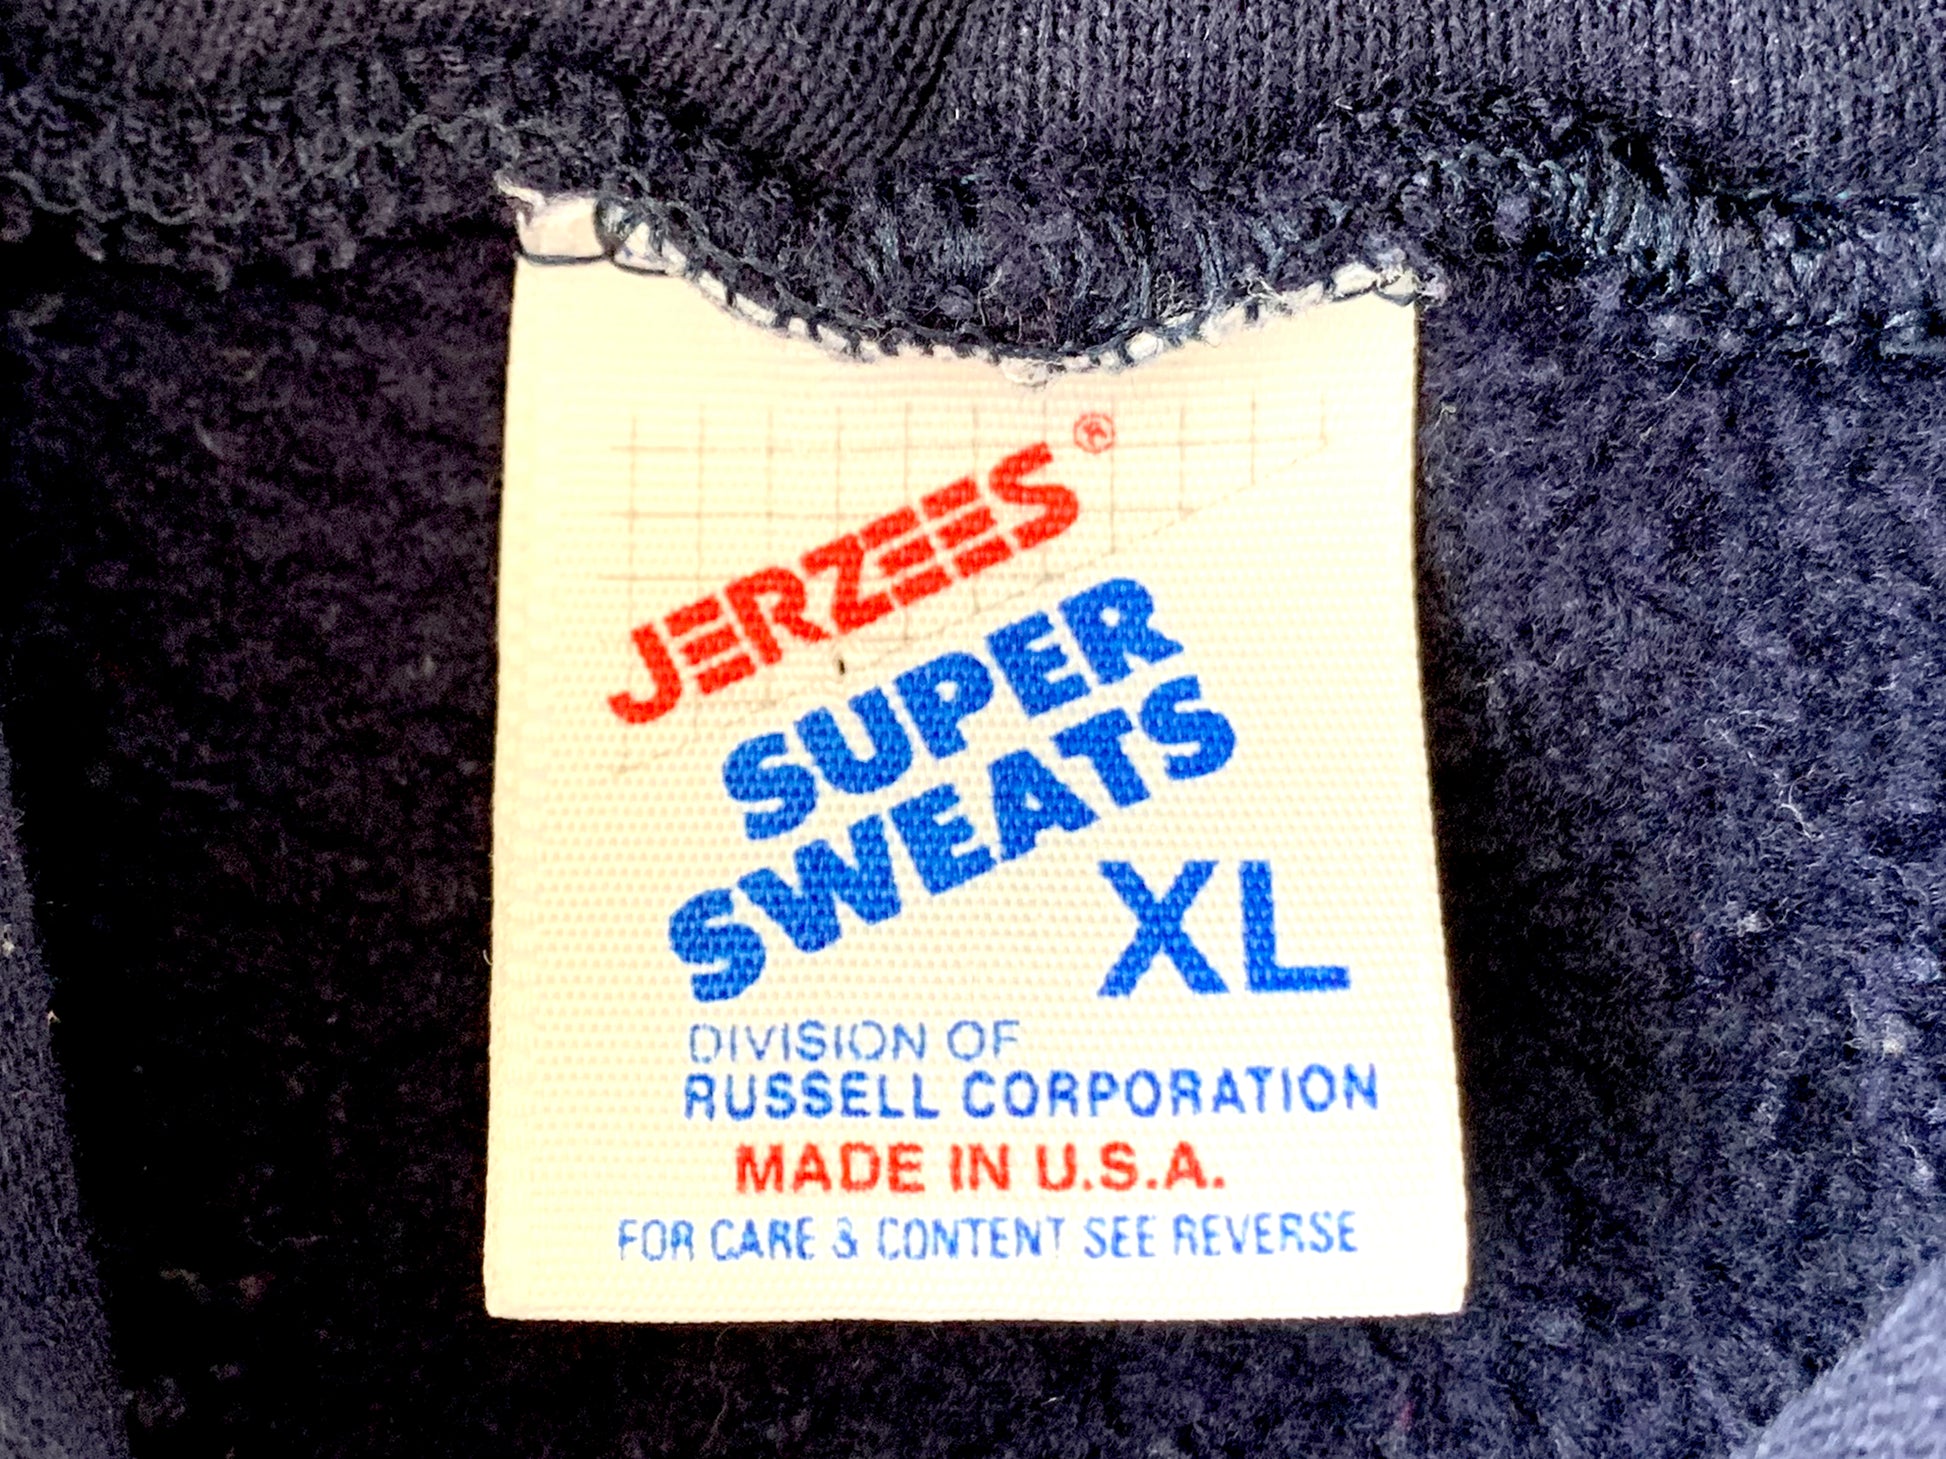 JERZEES®
SUPER
SWEATS
XL
DIVISION OF
RUSSELL CORPORATION
MADE IN U.S.A.
FOR CARE & CONTENT SEE REVERSE